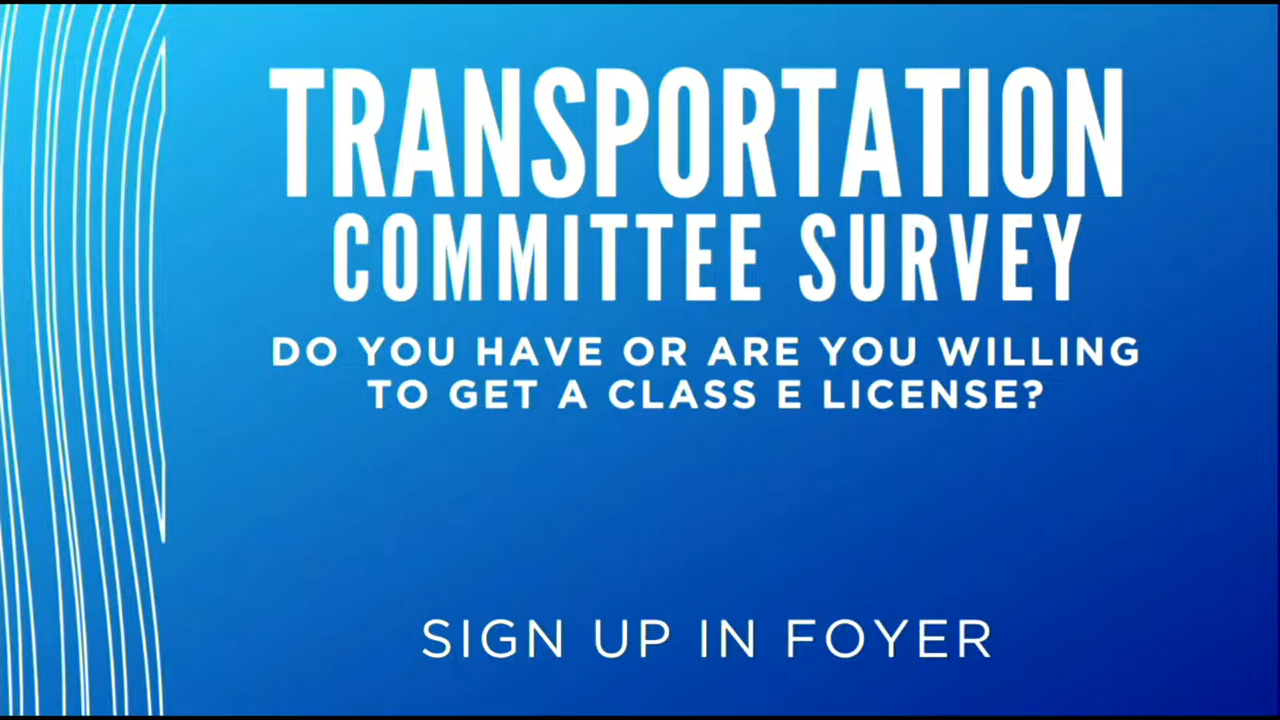 TRANSPORTATION
COMMITTEE SURVEY
DO YOU HAVE OR ARE YOU WILLING
TO GET A CLASS E LICENSE?
SIGN UP IN FOYER